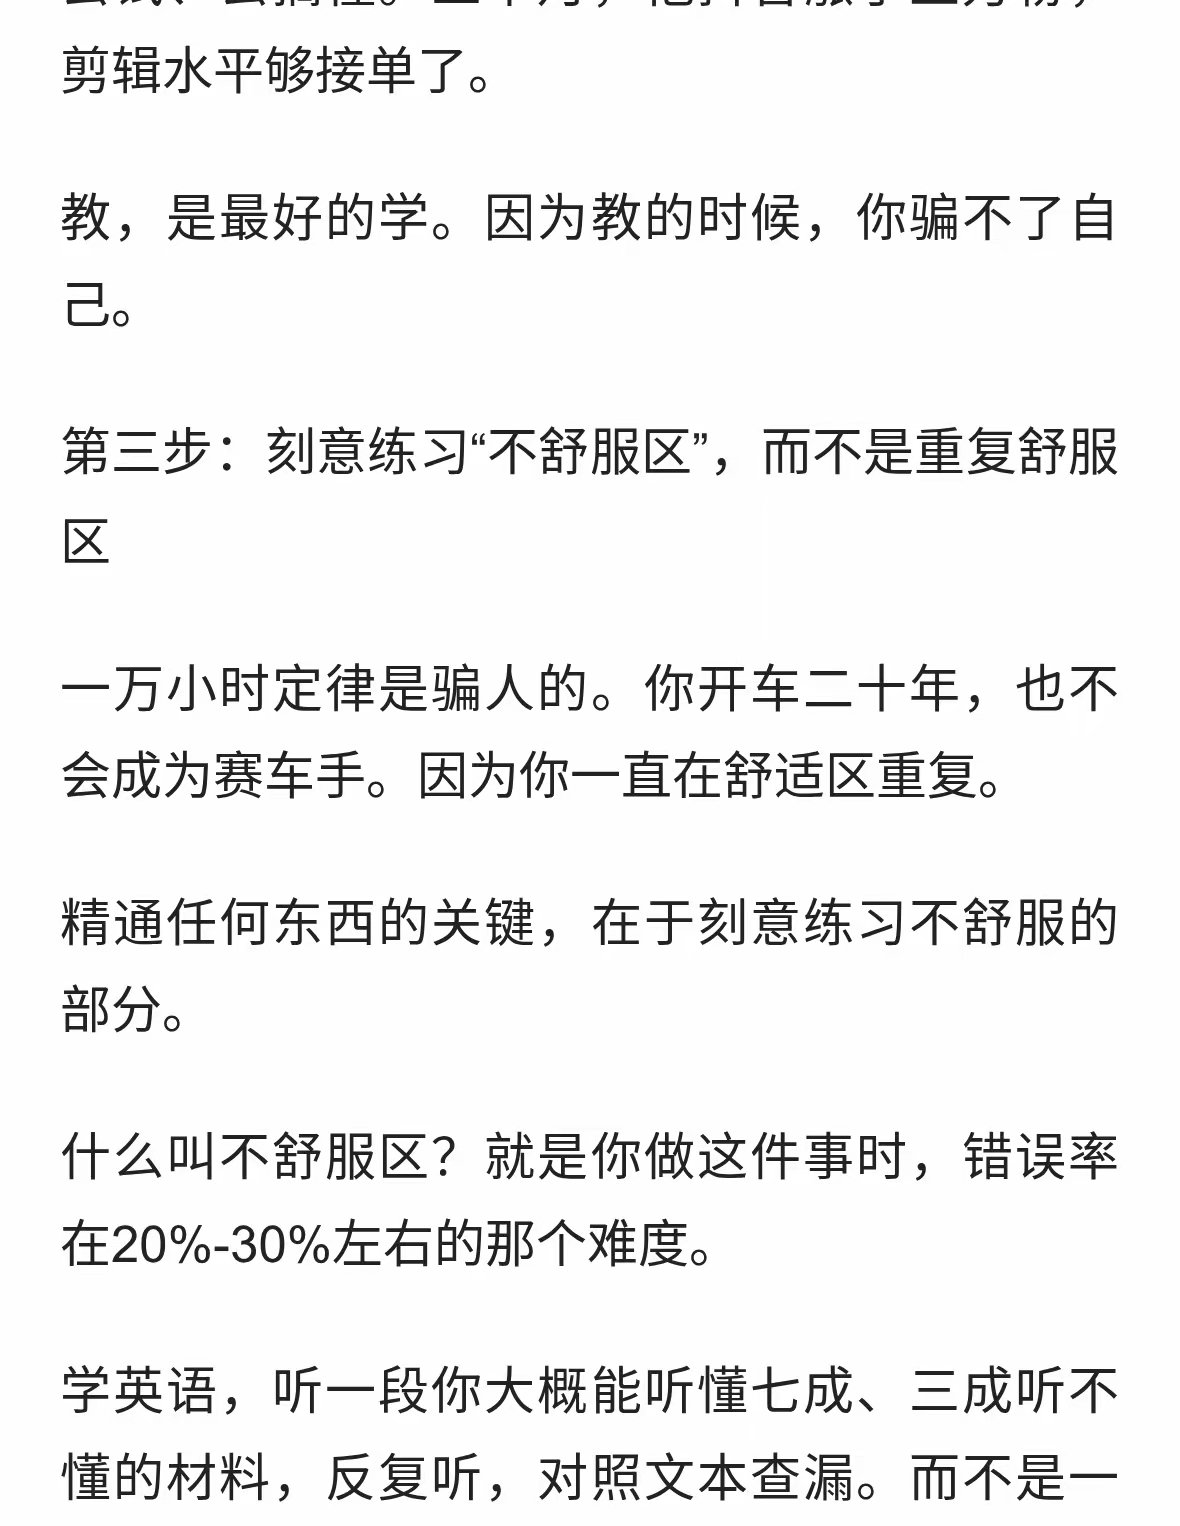 剪辑水平够接单了。
教，是最好的学。因为教的时候，你骗不了自
己。
第三步：刻意练习“不舒服区”，而不是重复舒服
区
一万小时定律是骗人的。你开车二十年，也不
会成为赛车手。因为你一直在舒适区重复。
精通任何东西的关键，在于刻意练习不舒服的
部分。
什么叫不舒服区？就是你做这件事时，错误率
在20%-30%左右的那个难度。
学英语，听一段你大概能听懂七成、三成听不
懂的材料，反复听，对照文本查漏。而不是一